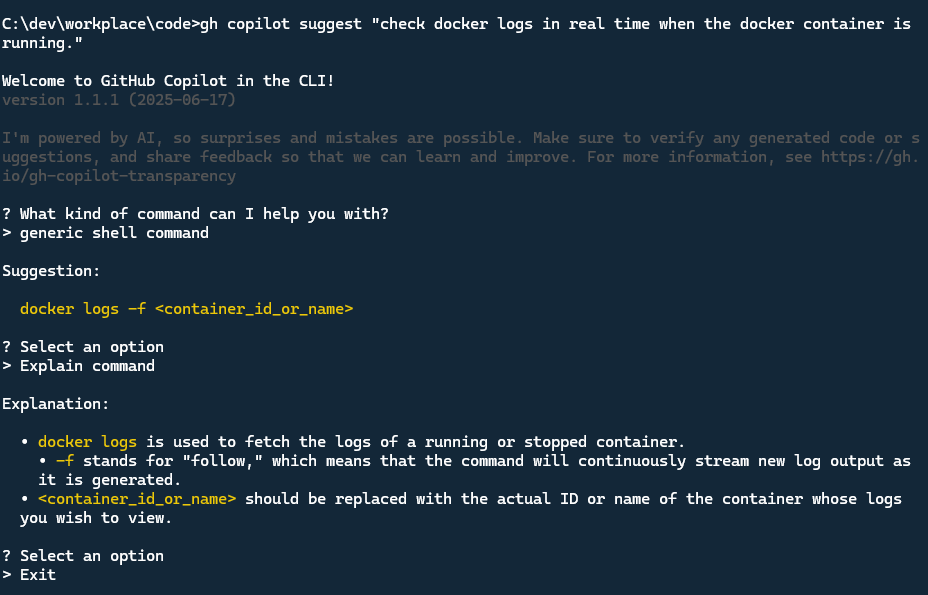 C:\dev\workplace\code>gh copilot suggest "check docker logs in real time when the docker container is
running."
Welcome to GitHub Copilot in the CLI!
version 1.1.1 (2025-06-17)
I'm powered by AI, so surprises and mistakes are possible. Make sure to verify any generated code or s
uggestions, and share feedback so that we can learn and improve. For more information, see https://gh.
io/gh-copilot-transparency
? What kind of command can I help you with?
> generic shell command
Suggestion:
docker logs -f <container_id_or_name>
? Select an option
> Explain command
Explanation:
• docker logs is used to fetch the logs of a running or stopped container.
• -f stands for "follow," which means that the command will continuously stream new log output as
it is generated.
• <container_id_or_name> should be replaced with the actual ID or name of the container whose logs
you wish to view.
? Select an option
> Exit